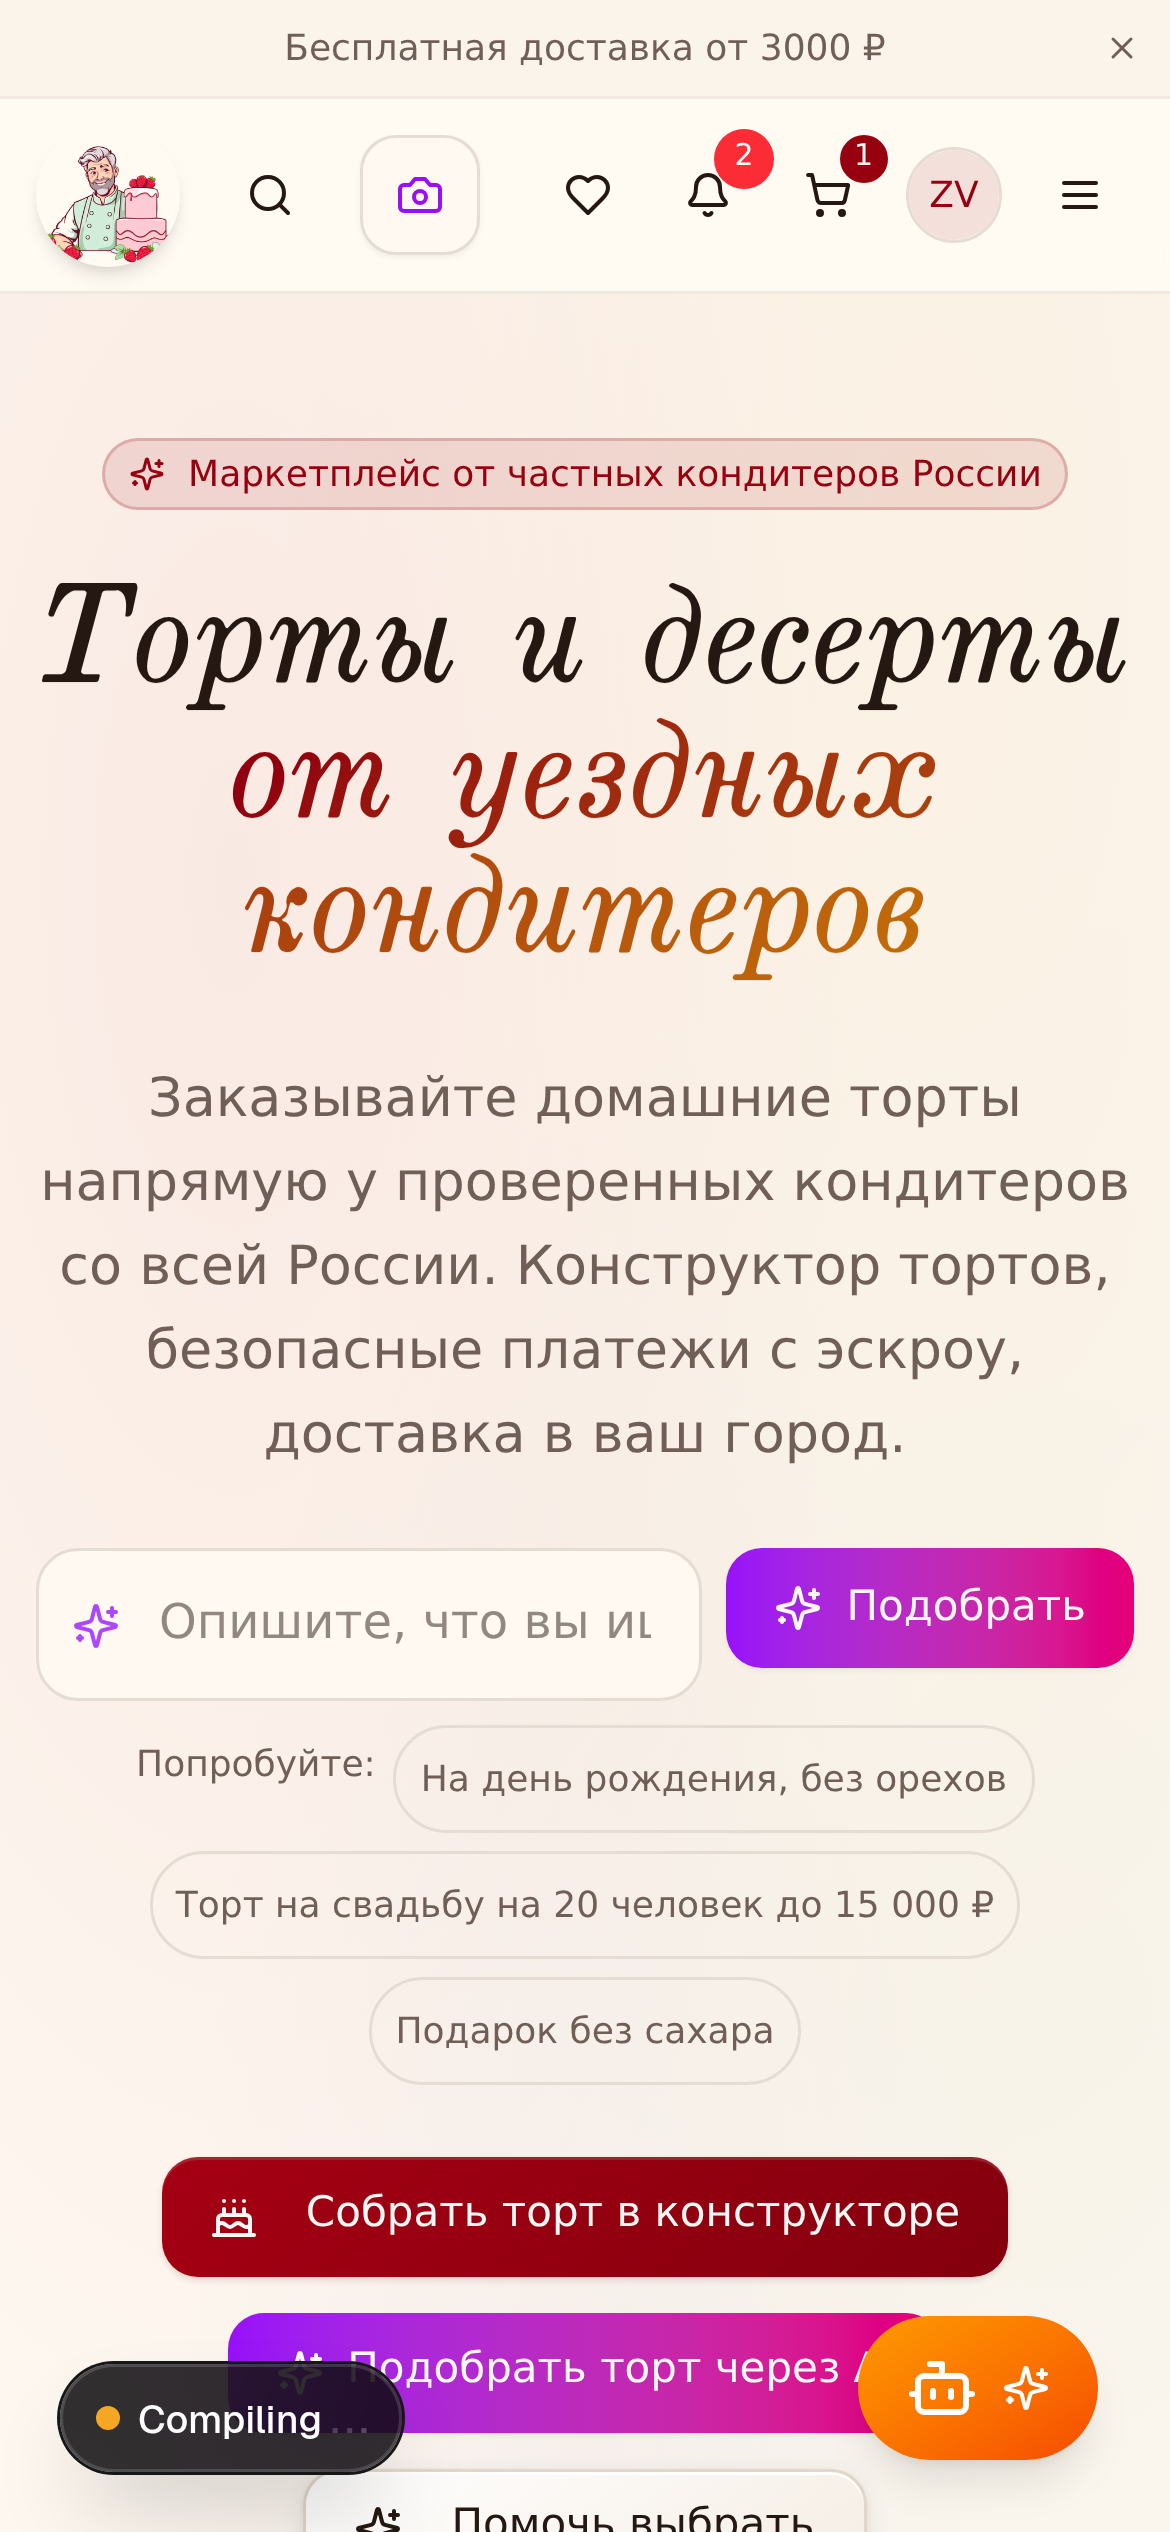 Бесплатная доставка от 3000 ₽
2
1
ZV
Маркетплейс от частных кондитеров России
Торты и десерты
от уездных
кондитеров
Заказывайте домашние торты
напрямую у проверенных кондитеров
со всей России. Конструктор тортов,
безопасные платежи с эскроу,
доставка в ваш город.
Опишите, что вы
Подобрать
Попробуйте:
На день рождения, без орехов
Торт на свадьбу на 20 человек до 15 000 ₽
Подарок без сахара
Собрать торт в конструкторе
Подобрать торт через
Compiling...
Помочь выбрать